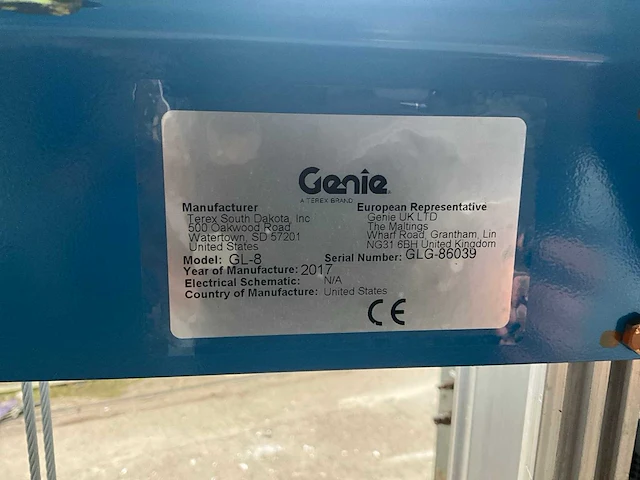 Genie
A TEREX BRAND
Manufacturer
Terex South Dakota, Inc
500 Oakwood Road
Watertown, SD 57201
United States
European Representative
Genie UK LTD
The Maltings
Wharf Road, Grantham, Lin
NG31 6BH United Kingdom
Model: GL-8
Serial Number: GLG-86039
Year of Manufacture: 2017
Electrical Schematic: N/A
Country of Manufacture: United States
CE